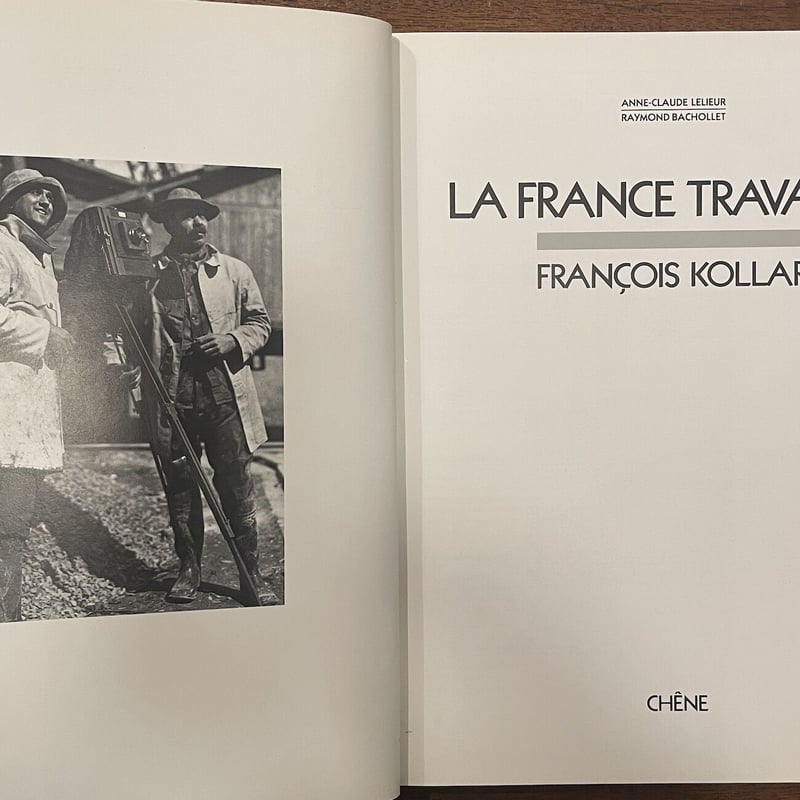 ANNE-CLAUDE LELIEUR
RAYMOND BACHOLLET
LA FRANCE TRAVA
FRANÇOIS KOLLAR
CHÊNE